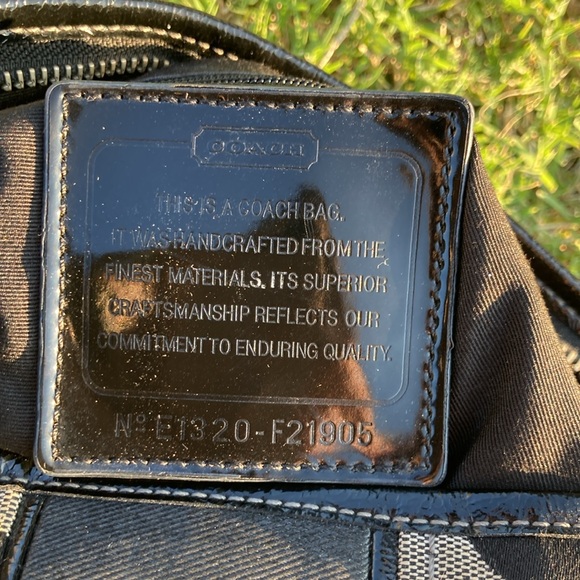 COACH
THIS IS A COACH BAG.
IT WAS HANDCRAFTED FROM THE
FINEST MATERIALS. ITS SUPERIOR
CRAFTSMANSHIP REFLECTS OUR
COMMITMENT TO ENDURING QUALITY.
Nº E1320-F21905